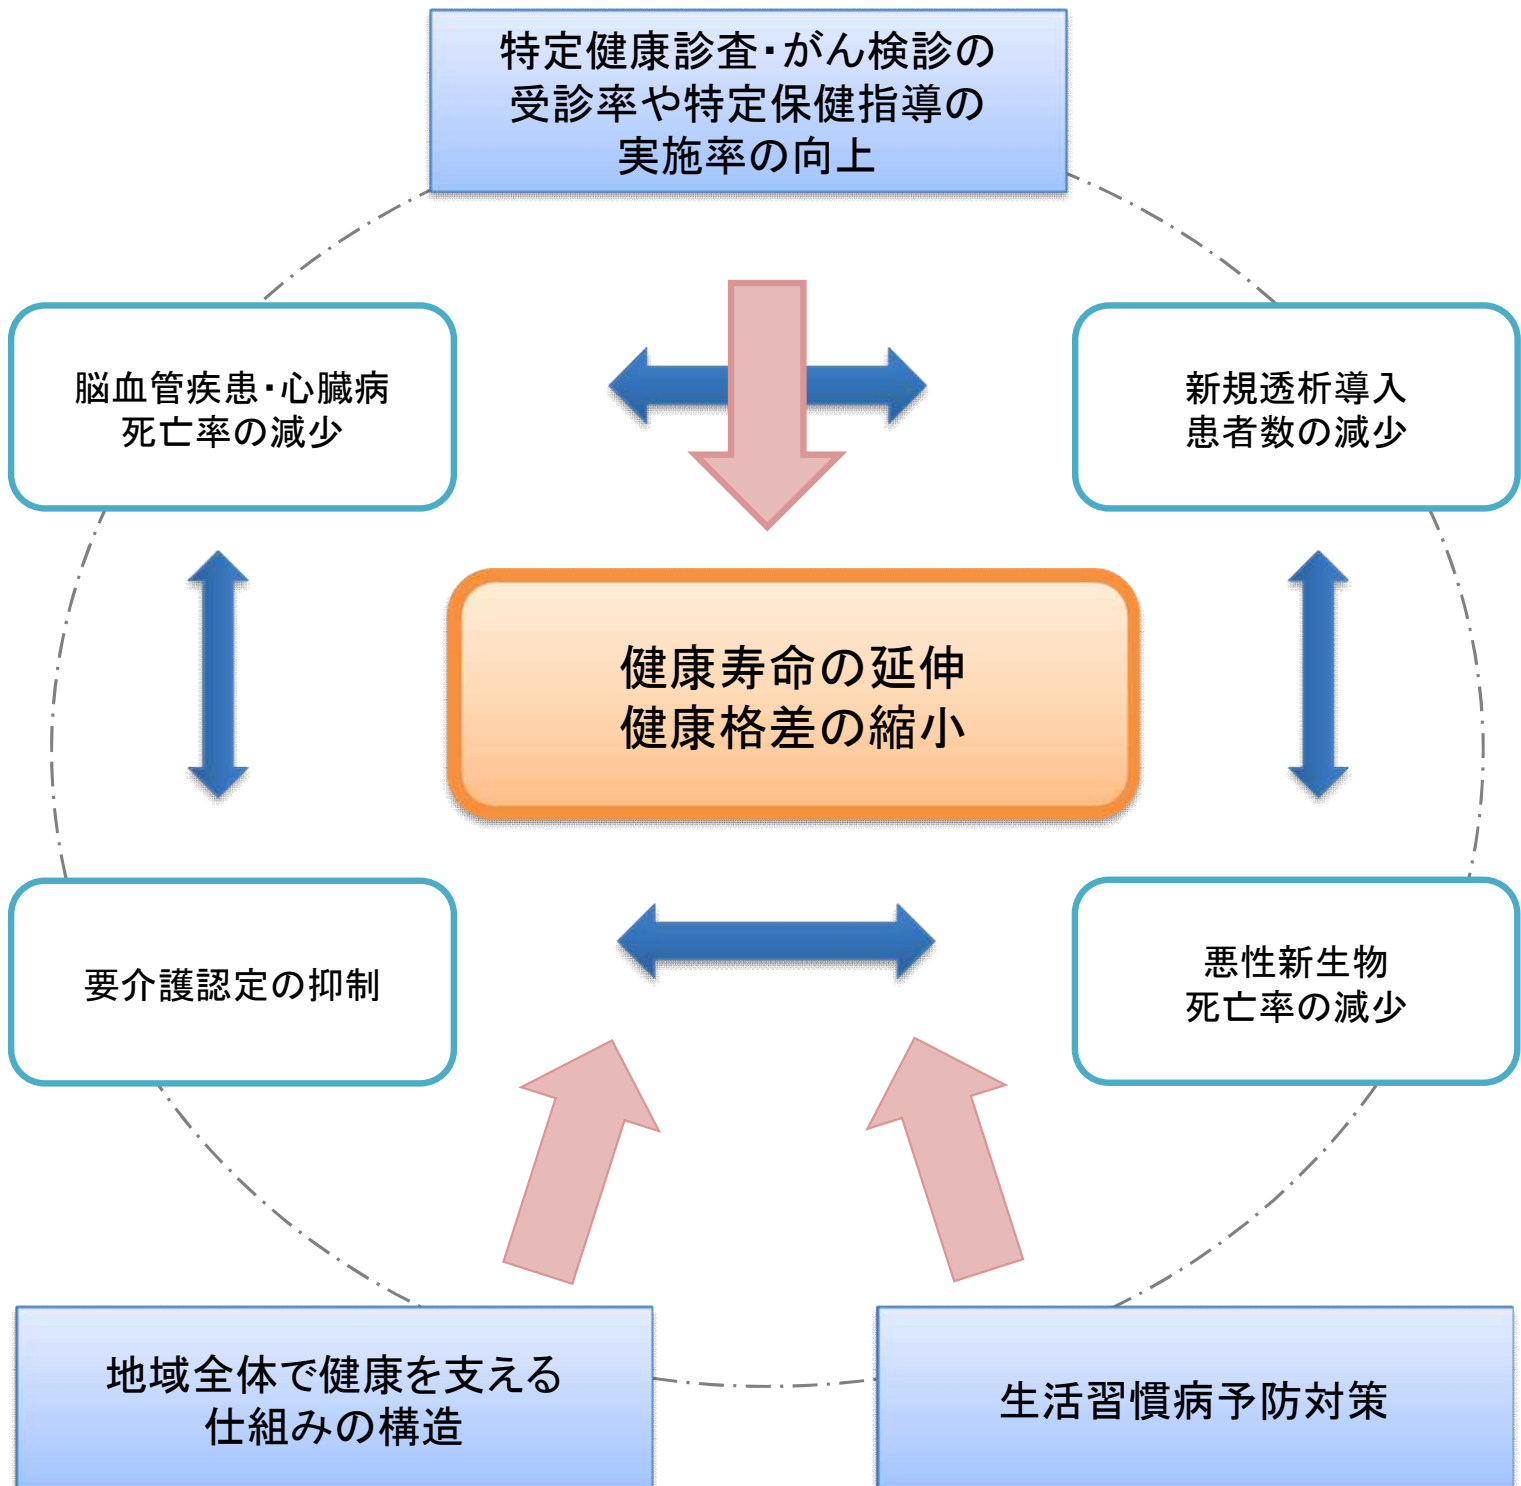 特定健康診査・がん検診の
受診率や特定保健指導の
実施率の向上
脳血管疾患・心臓病
死亡率の減少
新規透析導入
患者数の減少
健康寿命の延伸
健康格差の縮小
要介護認定の抑制
悪性新生物
死亡率の減少
地域全体で健康を支える
仕組みの構造
生活習慣病予防対策